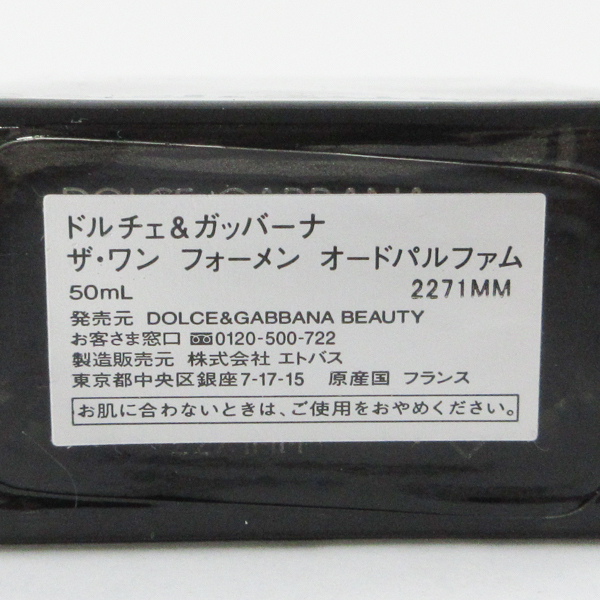 DOLCE&GABBANA
ドルチェ&ガッバーナ
ザ・ワン フォーメン オードパルファム
50mL 2271MM
発売元 DOLCE&GABBANA BEAUTY
お客さま窓口 0120-500-722
製造販売元 株式会社 エトバス
東京都中央区銀座7-17-15 原産国 フランス
お肌に合わないときは、ご使用をおやめください。